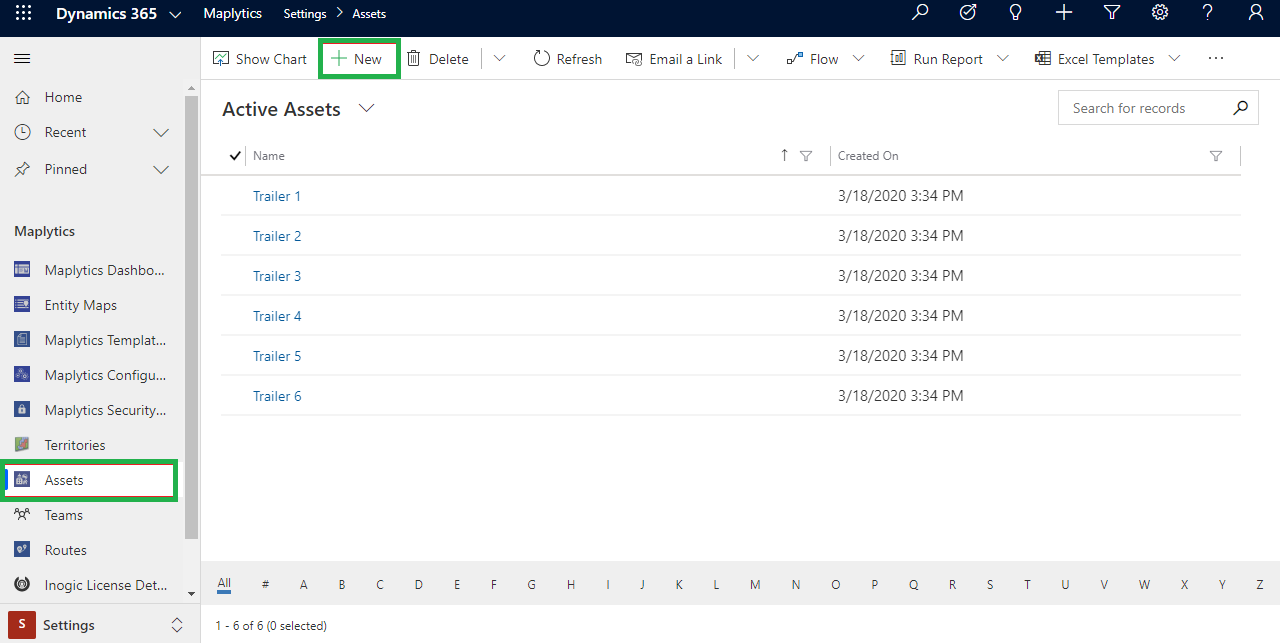 Dynamics 365 Maplytics Settings > Assets
Show Chart New Delete Refresh Email a Link Flow Run Report Excel Templates
Home
Recent
Pinned
Maplytics
Maplytics Dashbo...
Entity Maps
Maplytics Templat...
Maplytics Configu...
Maplytics Security...
Territories
Assets
Teams
Routes
Inogic License Det...
S Settings
Active Assets
Search for records
Name Created On
Trailer 1 3/18/2020 3:34 PM
Trailer 2 3/18/2020 3:34 PM
Trailer 3 3/18/2020 3:34 PM
Trailer 4 3/18/2020 3:34 PM
Trailer 5 3/18/2020 3:34 PM
Trailer 6 3/18/2020 3:34 PM
All # A B C D E F G H I J K L M N O P Q R S T U V W X Y Z
1 - 6 of 6 (0 selected)